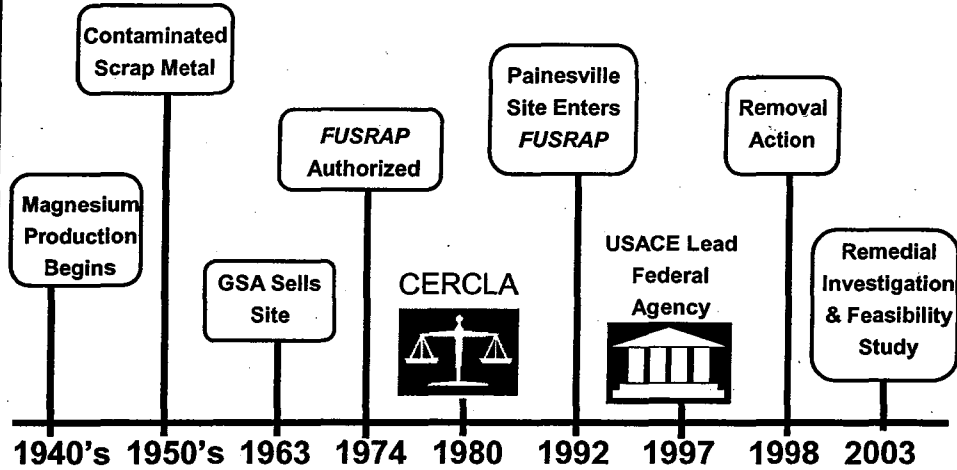 Contaminated
Scrap Metal
Painesville
Site Enters
FUSRAP
Removal
Action
FUSRAP
Authorized
Magnesium
Production
Begins
USACE Lead
Federal
Agency
Remedial
Investigation
& Feasibility
Study
GSA Sells
Site
CERCLA
1940's 1950's 1963 1974 1980 1992 1997 1998 2003